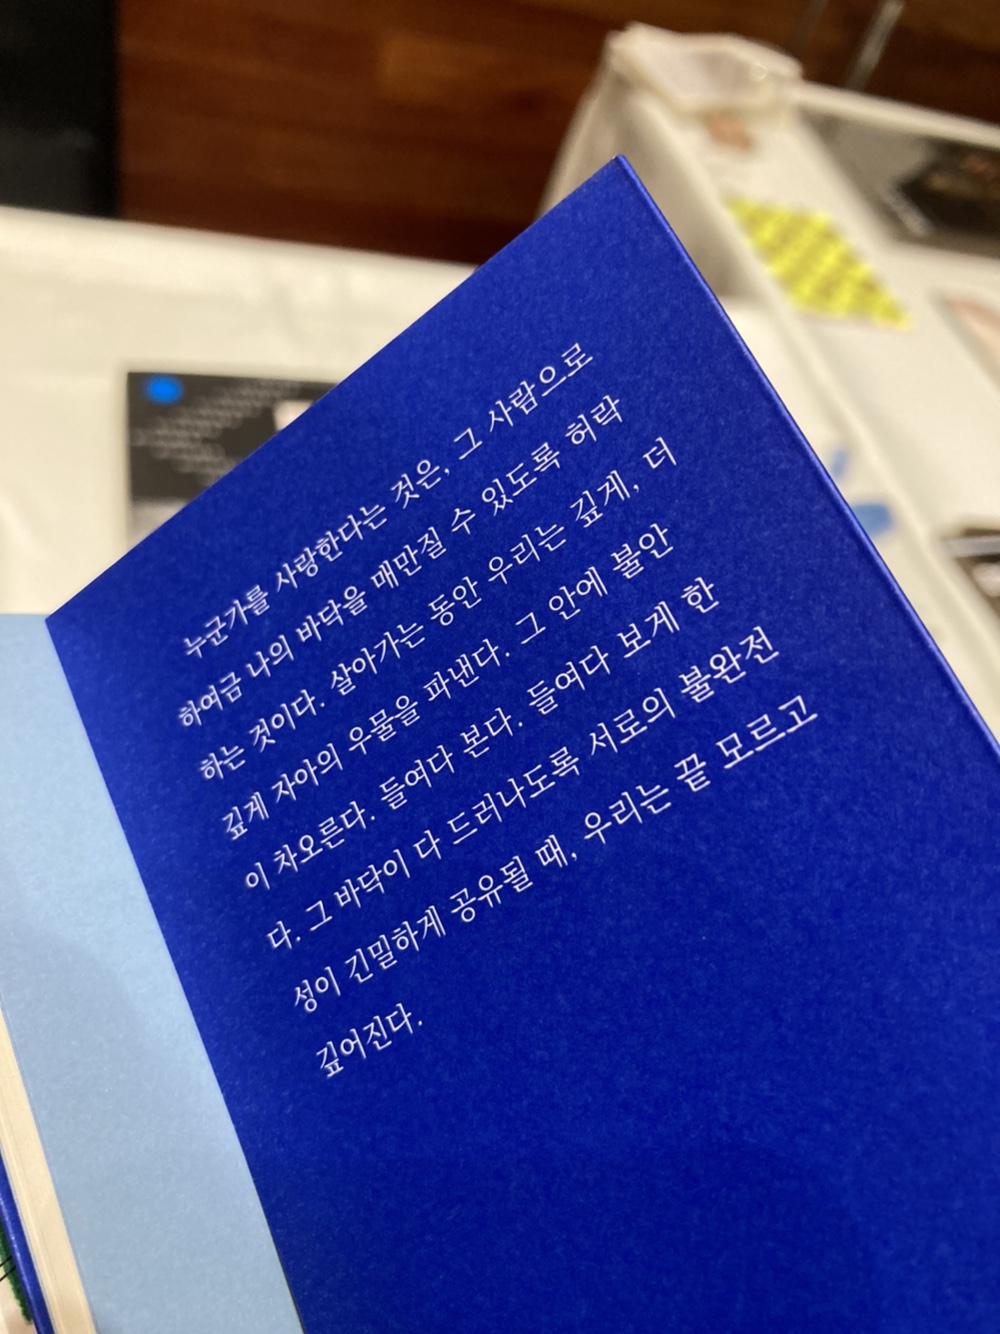 누군가를 사랑한다는 것은, 그 사람으로
하여금 나의 바닥을 매만질 수 있도록 허락
하는 것이다. 살아가는 동안 우리는 깊게, 더
깊게 자아의 우물을 파낸다. 그 안에 불안
이 차오른다. 들여다 본다. 들여다 보게 한
다. 그 바닥이 다 드러나도록 서로의 불완전
성이 긴밀하게 공유될 때, 우리는 끝 모르고
깊어진다.